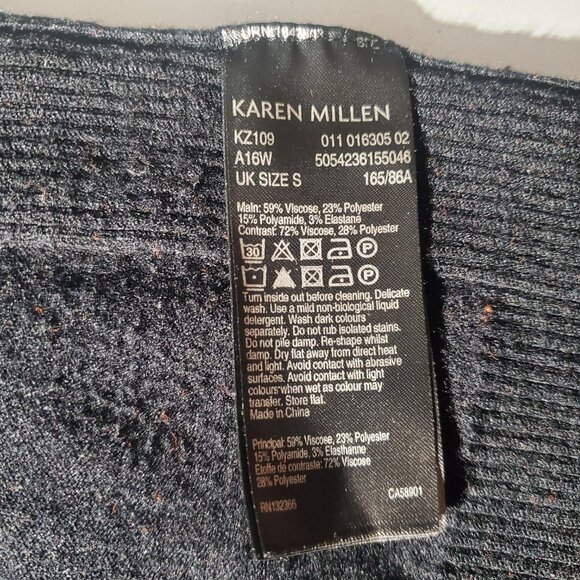 KAREN MILLEN
KZ109 011 016305 02
A16W 5054236155046
UK SIZE S 165/86A
Main: 59% Viscose, 23% Polyester
15% Polyamide, 3% Elastane
Contrast: 72% Viscose, 28% Polyester
30 P
P
Turn inside out before cleaning. Delicate
wash. Use a mild non-biological liquid
detergent. Wash dark colours
separately. Do not rub isolated stains.
Do not pile damp. Re-shape whilst
damp. Dry flat away from direct heat
and light. Avoid contact with abrasive
surfaces. Avoid contact with light
colours when wet as colour may
transfer. Store flat.
Made in China
Principal: 59% Viscose, 23% Polyester
15% Polyamide, 3% Elasthanne
Etoffe de contraste: 72% Viscose
28% Polyester
RN132366 CA58901